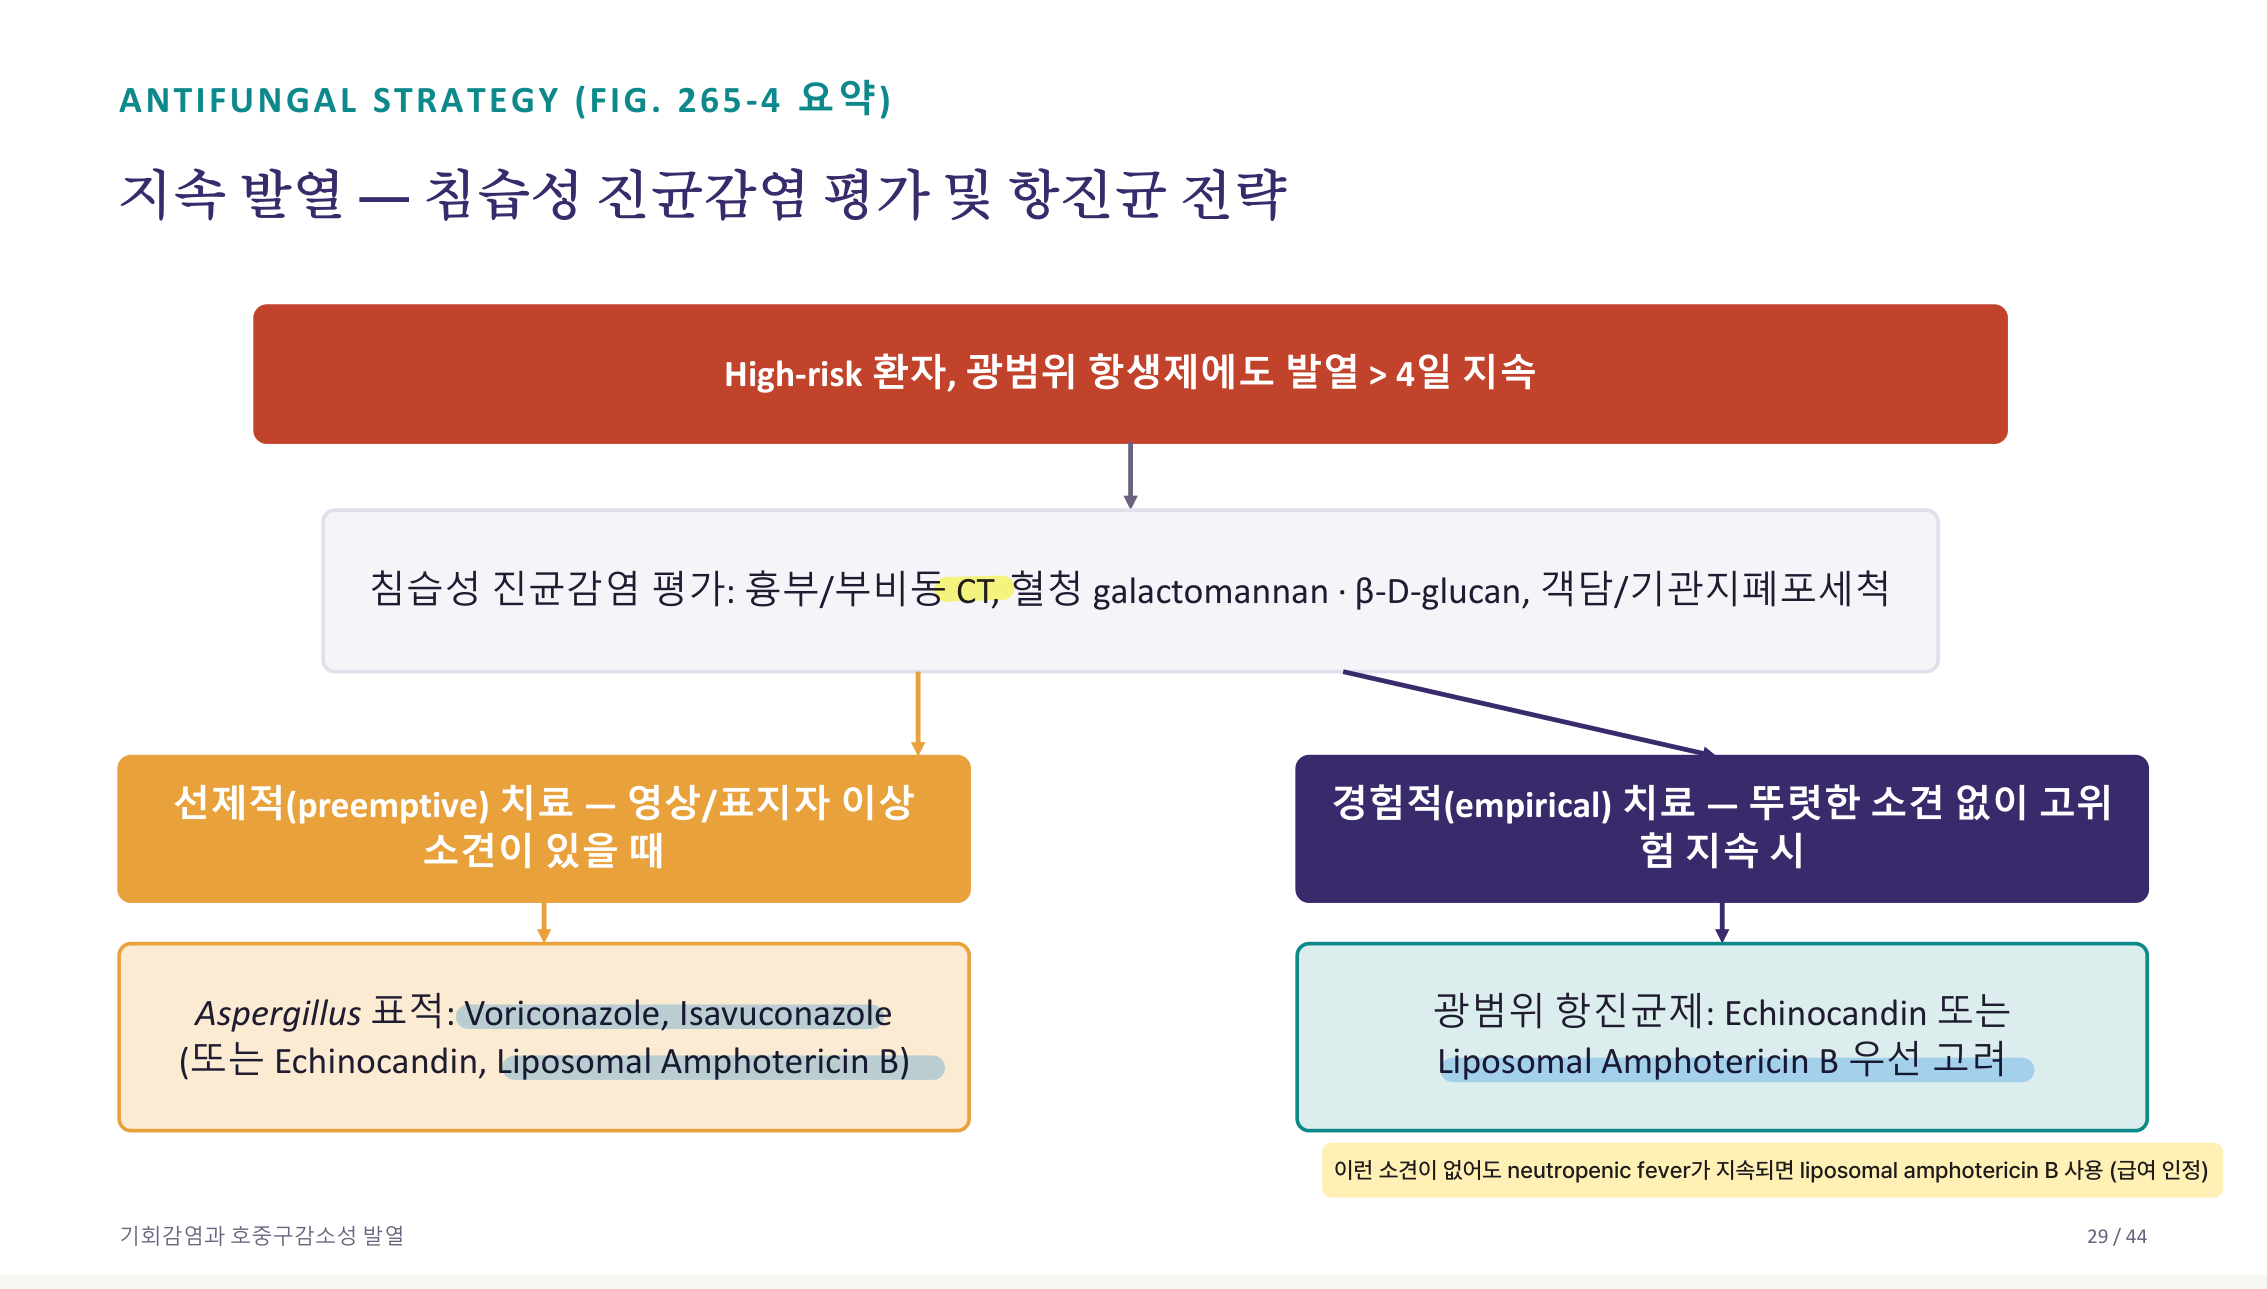 ANTIFUNGAL STRATEGY (FIG. 265-4 요약)
지속 발열 — 침습성 진균감염 평가 및 항진균 전략
High-risk 환자, 광범위 항생제에도 발열 > 4일 지속
침습성 진균감염 평가: 흉부/부비동 CT, 혈청 galactomannan · β-D-glucan, 객담/기관지폐포세척
선제적(preemptive) 치료 — 영상/표지자 이상
소견이 있을 때
Aspergillus 표적: Voriconazole, Isavuconazole
(또는 Echinocandin, Liposomal Amphotericin B)
경험적(empirical) 치료 — 뚜렷한 소견 없이 고위
험 지속 시
광범위 항진균제: Echinocandin 또는
Liposomal Amphotericin B 우선 고려
이런 소견이 없어도 neutropenic fever가 지속되면 liposomal amphotericin B 사용 (급여 인정)
기회감염과 호중구감소성 발열
29 / 44